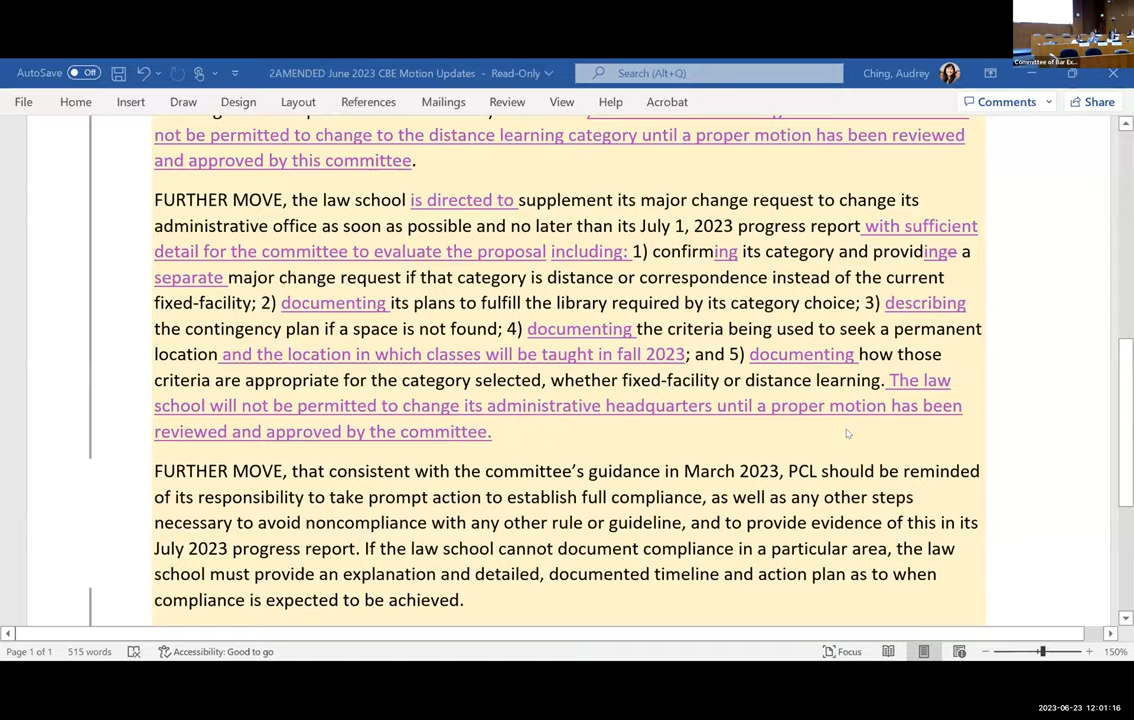 Committee of Bar Ex...
AutoSave Off 2AMENDED June 2023 CBE Motion Updates - Read-Only Search (Alt+Q) Ching, Audrey
File Home Insert Draw Design Layout References Mailings Review View Help Acrobat Comments Share
not be permitted to change to the distance learning category until a proper motion has been reviewed
and approved by this committee.
FURTHER MOVE, the law school is directed to supplement its major change request to change its
administrative office as soon as possible and no later than its July 1, 2023 progress report with sufficient
detail for the committee to evaluate the proposal including: 1) confirming its category and providinge a
separate major change request if that category is distance or correspondence instead of the current
fixed-facility; 2) documenting its plans to fulfill the library required by its category choice; 3) describing
the contingency plan if a space is not found; 4) documenting the criteria being used to seek a permanent
location and the location in which classes will be taught in fall 2023; and 5) documenting how those
criteria are appropriate for the category selected, whether fixed-facility or distance learning. The law
school will not be permitted to change its administrative headquarters until a proper motion has been
reviewed and approved by the committee.
FURTHER MOVE, that consistent with the committee's guidance in March 2023, PCL should be reminded
of its responsibility to take prompt action to establish full compliance, as well as any other steps
necessary to avoid noncompliance with any other rule or guideline, and to provide evidence of this in its
July 2023 progress report. If the law school cannot document compliance in a particular area, the law
school must provide an explanation and detailed, documented timeline and action plan as to when
compliance is expected to be achieved.
Page 1 of 1 515 words Accessibility: Good to go Focus 150%
2023-06-23 12:01:16